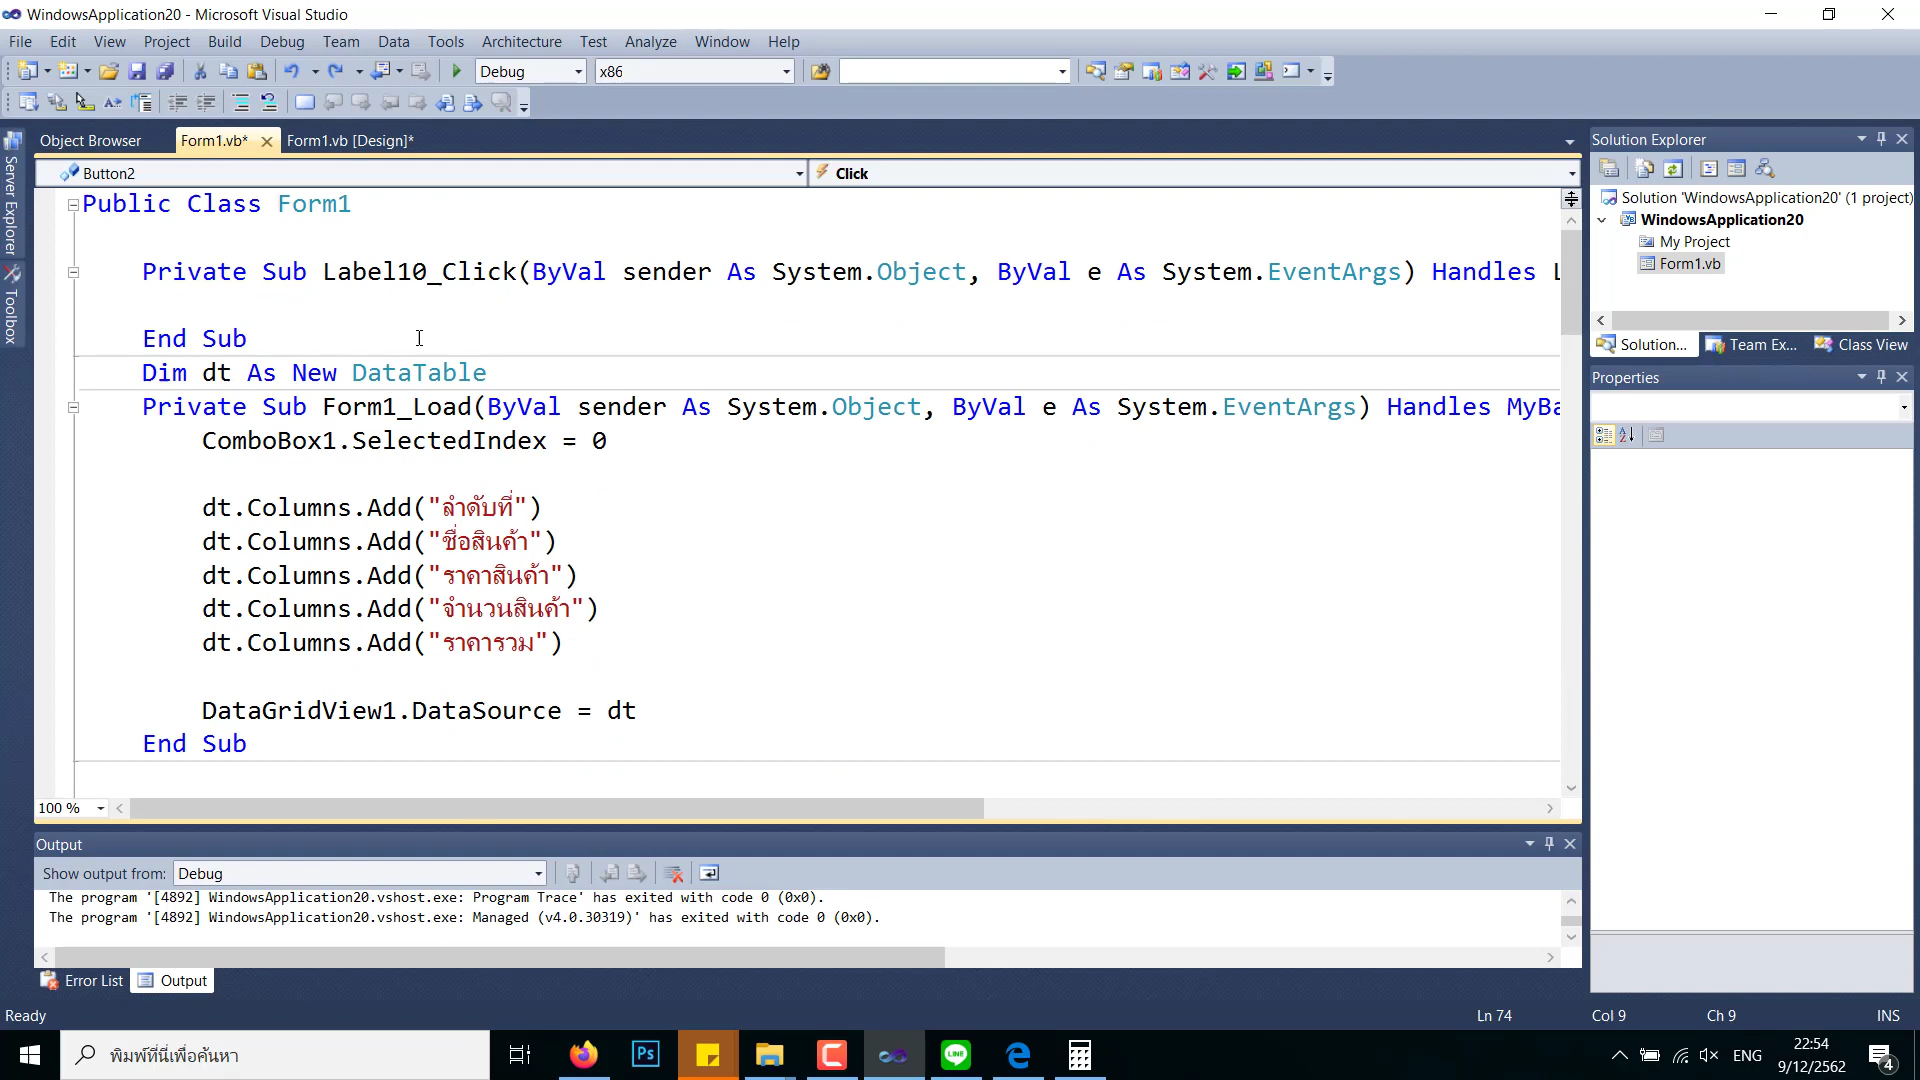 WindowsApplication20 - Microsoft Visual Studio
File Edit View Project Build Debug Team Data Tools Architecture Test Analyze Window Help
Debug x86
Object Browser Form1.vb* Form1.vb [Design]*
Server Explorer
Toolbox
Button2 Click
Public Class Form1
Private Sub Label10_Click(ByVal sender As System.Object, ByVal e As System.EventArgs) Handles L
End Sub
Dim dt As New DataTable
Private Sub Form1_Load(ByVal sender As System.Object, ByVal e As System.EventArgs) Handles MyBa
ComboBox1.SelectedIndex = 0
dt.Columns.Add("ลำดับที่")
dt.Columns.Add("ชื่อสินค้า")
dt.Columns.Add("ราคาสินค้า")
dt.Columns.Add("จำนวนสินค้า")
dt.Columns.Add("ราคารวม")
DataGridView1.DataSource = dt
End Sub
100 %
Solution Explorer
Solution 'WindowsApplication20' (1 project)
WindowsApplication20
My Project
Form1.vb
Solution... Team Ex... Class View
Properties
Output
Show output from: Debug
The program '[4892] WindowsApplication20.vshost.exe: Program Trace' has exited with code 0 (0x0).
The program '[4892] WindowsApplication20.vshost.exe: Managed (v4.0.30319)' has exited with code 0 (0x0).
Error List Output
Ready Ln 74 Col 9 Ch 9 INS
พิมพ์ที่นี่เพื่อค้นหา
Ps
LINE
ENG
22:54
9/12/2562
4